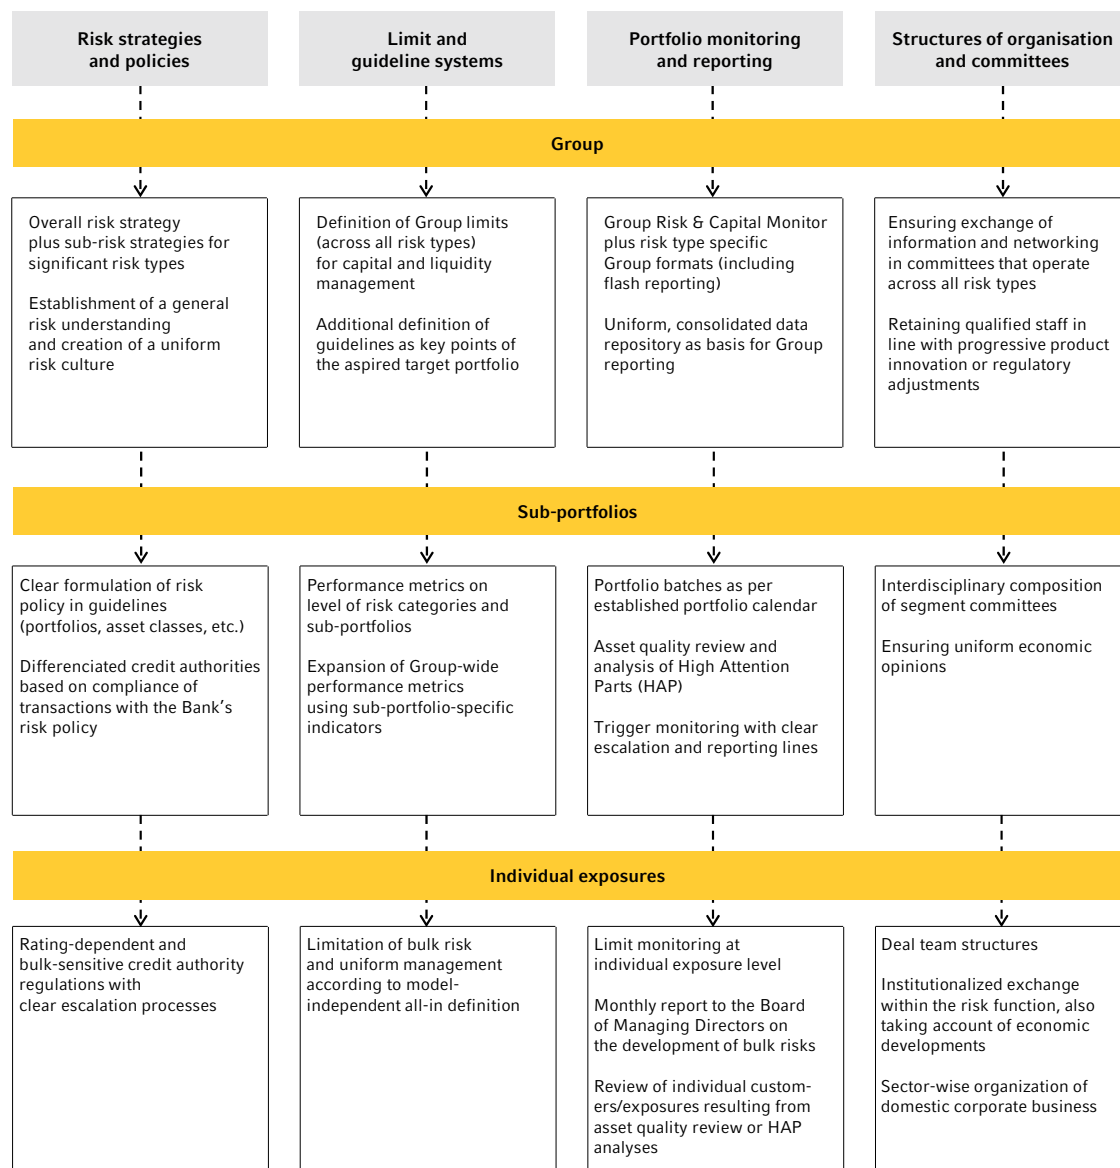 Risk strategies
and policies
Limit and
guideline systems
Portfolio monitoring
and reporting
Structures of organisation
and committees
Group
Overall risk strategy
plus sub-risk strategies for
significant risk types
Establishment of a general
risk understanding
and creation of a uniform
risk culture
Definition of Group limits
(across all risk types)
for capital and liquidity
management
Additional definition of
guidelines as key points of
the aspired target portfolio
Group Risk & Capital Monitor
plus risk type specific
Group formats (including
flash reporting)
Uniform, consolidated data
repository as basis for Group
reporting
Ensuring exchange of
information and networking
in committees that operate
across all risk types
Retaining qualified staff in
line with progressive product
innovation or regulatory
adjustments
Sub-portfolios
Clear formulation of risk
policy in guidelines
(portfolios, asset classes, etc.)
Differenciated credit authorities
based on compliance of
transactions with the Bank's
risk policy
Performance metrics on
level of risk categories and
sub-portfolios
Expansion of Group-wide
performance metrics
using sub-portfolio-specific
indicators
Portfolio batches as per
established portfolio calendar
Asset quality review and
analysis of High Attention
Parts (HAP)
Trigger monitoring with clear
escalation and reporting lines
Interdisciplinary composition
of segment committees
Ensuring uniform economic
opinions
Individual exposures
Rating-dependent and
bulk-sensitive credit authority
regulations with
clear escalation processes
Limitation of bulk risk
and uniform management
according to model-
independent all-in definition
Limit monitoring at
individual exposure level
Monthly report to the Board
of Managing Directors on
the development of bulk risks
Review of individual custom-
ers/exposures resulting from
asset quality review or HAP
analyses
Deal team structures
Institutionalized exchange
within the risk function, also
taking account of economic
developments
Sector-wise organization of
domestic corporate business